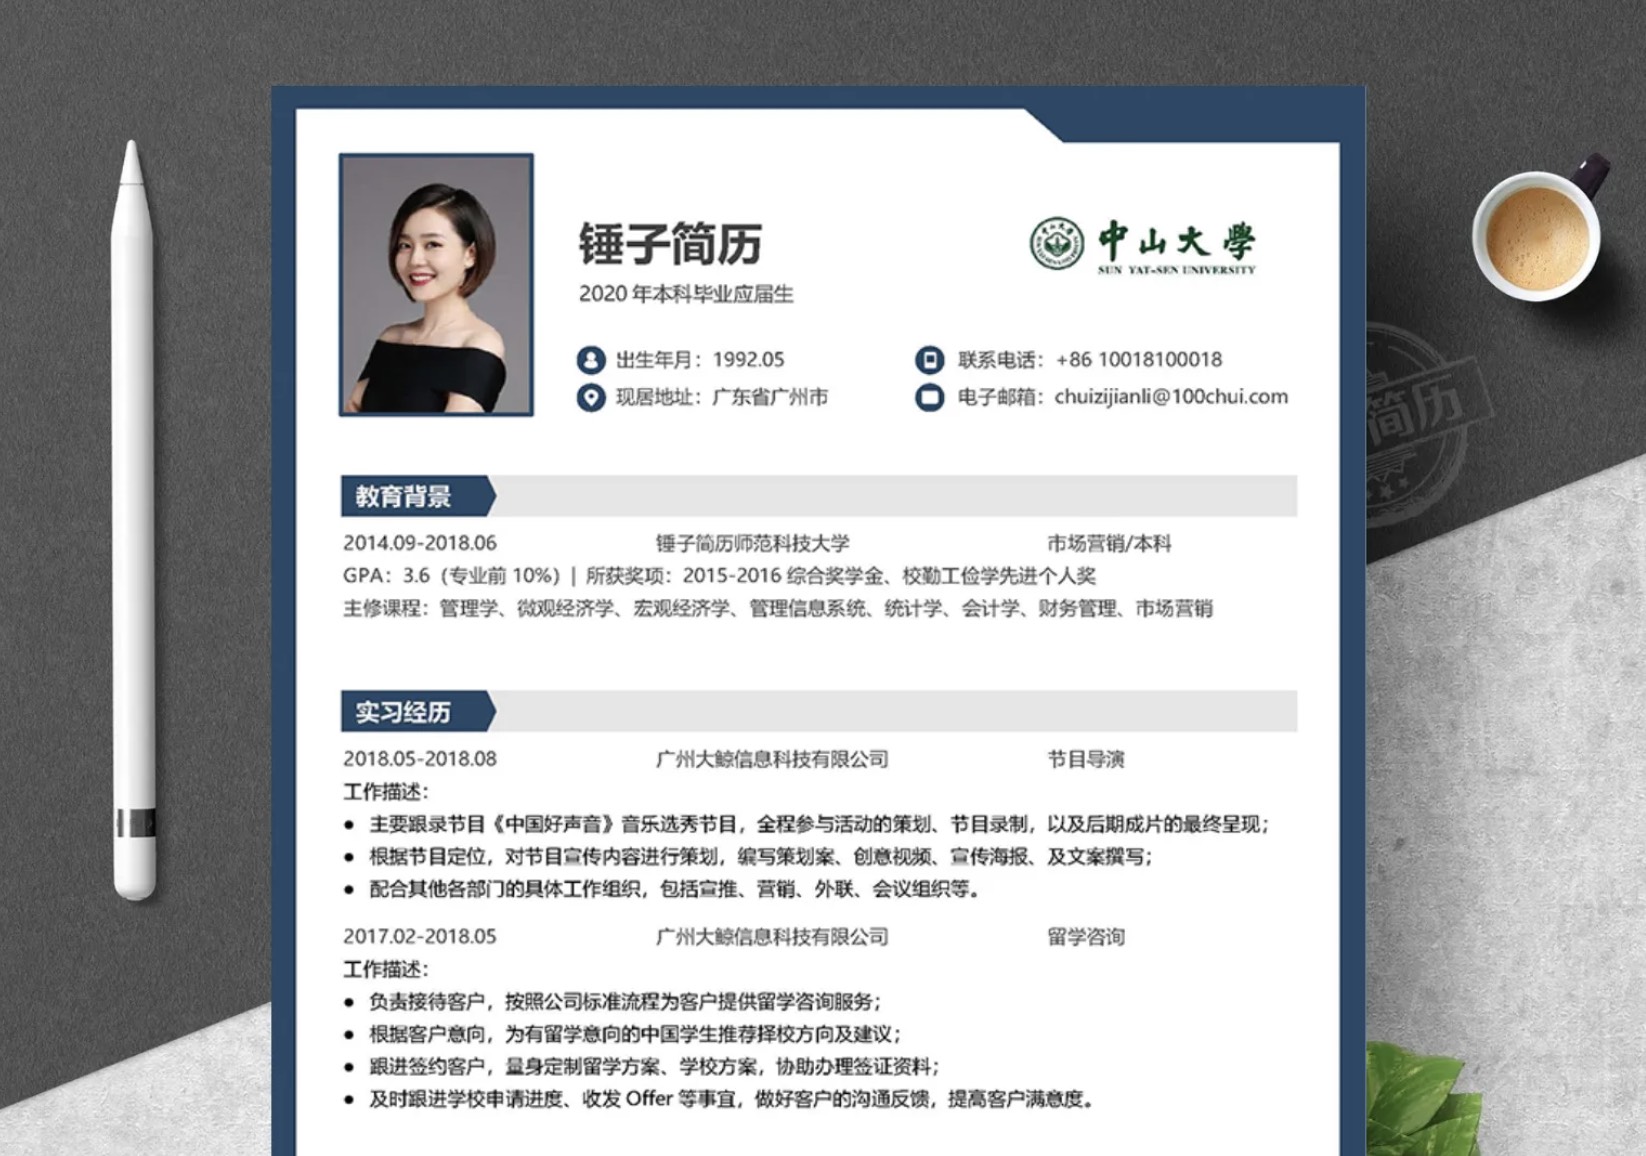 锤子简历
2020 年本科毕业应届生
中山大學
SUN YAT-SEN UNIVERSITY
出生年月：1992.05
联系电话：+86 10018100018
现居地址：广东省广州市
电子邮箱：chuizijianli@100chui.com
简历
教育背景
2014.09-2018.06 锤子简历师范科技大学 市场营销/本科
GPA：3.6（专业前 10%）| 所获奖项：2015-2016 综合奖学金、校勤工俭学先进个人奖
主修课程：管理学、微观经济学、宏观经济学、管理信息系统、统计学、会计学、财务管理、市场营销
实习经历
2018.05-2018.08 广州大鲸信息科技有限公司 节目导演
工作描述：
● 主要跟录节目《中国好声音》音乐选秀节目，全程参与活动的策划、节目录制，以及后期成片的最终呈现；
● 根据节目定位，对节目宣传内容进行策划，编写策划案、创意视频、宣传海报、及文案撰写；
● 配合其他各部门的具体工作组织，包括宣推、营销、外联、会议组织等。
2017.02-2018.05 广州大鲸信息科技有限公司 留学咨询
工作描述：
● 负责接待客户，按照公司标准流程为客户提供留学咨询服务；
● 根据客户意向，为有留学意向的中国学生推荐择校方向及建议；
● 跟进签约客户，量身定制留学方案、学校方案，协助办理签证资料；
● 及时跟进学校申请进度、收发 Offer 等事宜，做好客户的沟通反馈，提高客户满意度。